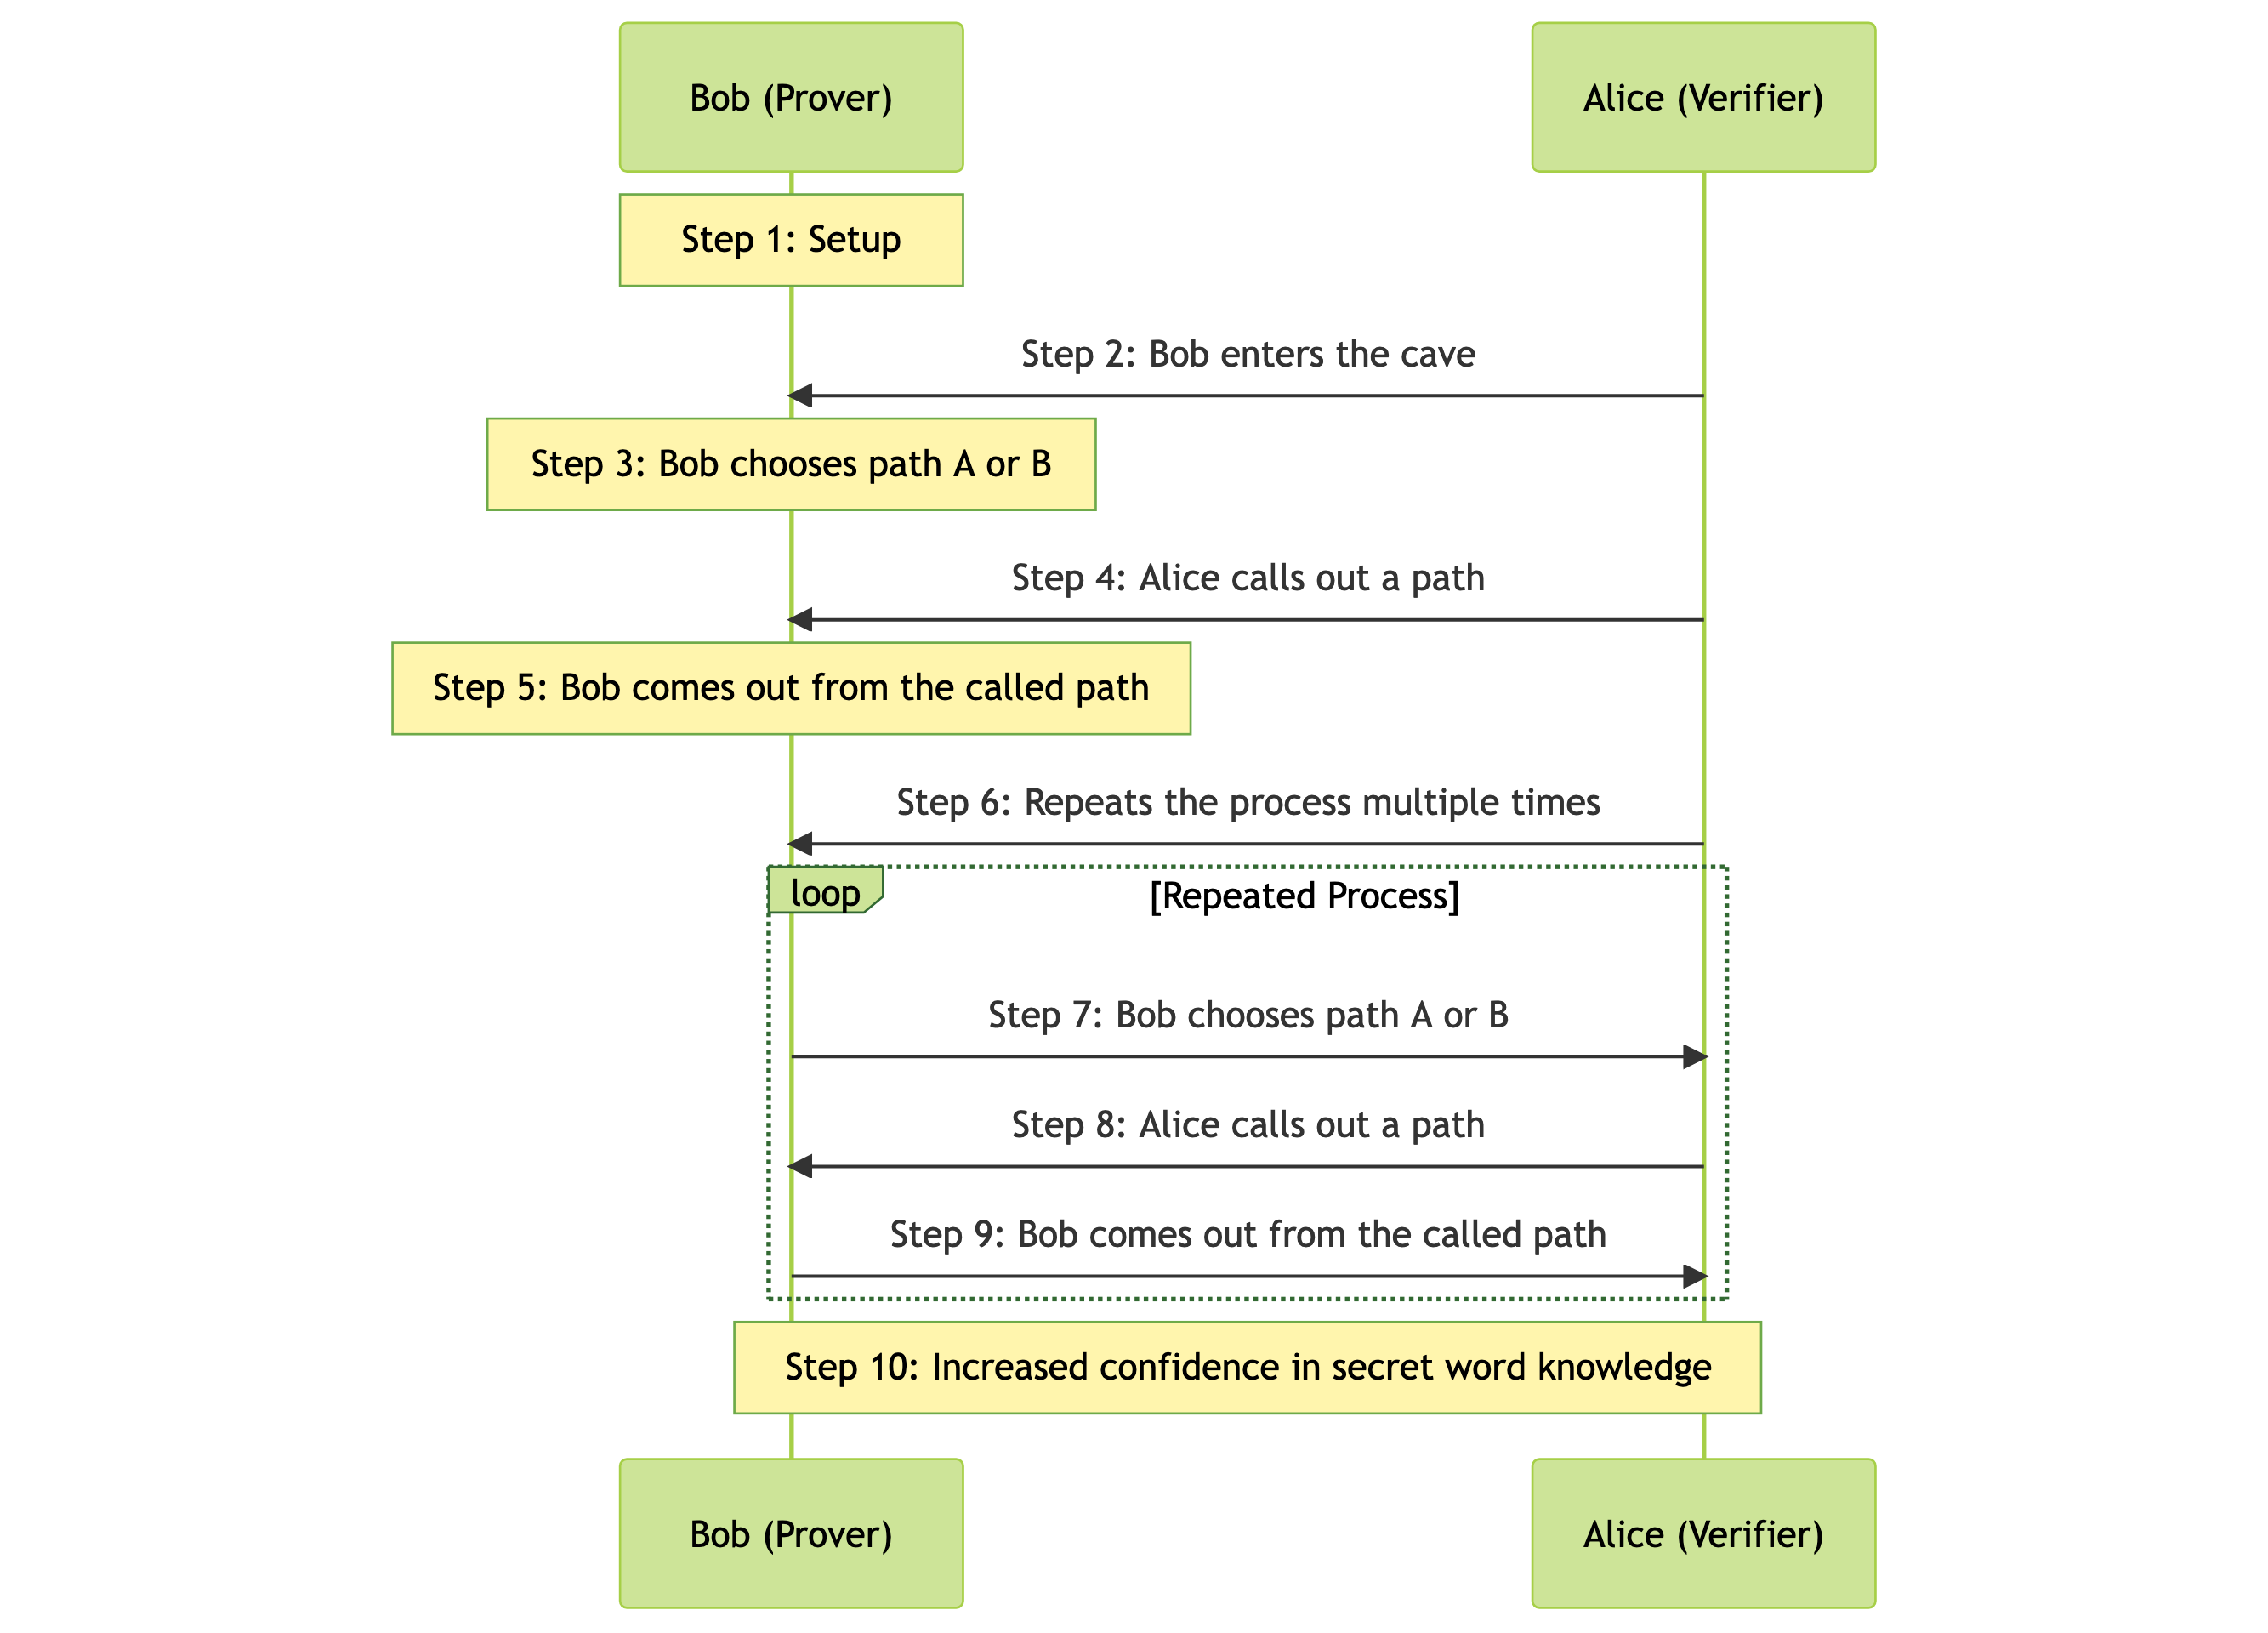 Bob (Prover)
Alice (Verifier)
Step 1: Setup
Step 2: Bob enters the cave
Step 3: Bob chooses path A or B
Step 4: Alice calls out a path
Step 5: Bob comes out from the called path
Step 6: Repeats the process multiple times
loop
[Repeated Process]
Step 7: Bob chooses path A or B
Step 8: Alice calls out a path
Step 9: Bob comes out from the called path
Step 10: Increased confidence in secret word knowledge
Bob (Prover)
Alice (Verifier)